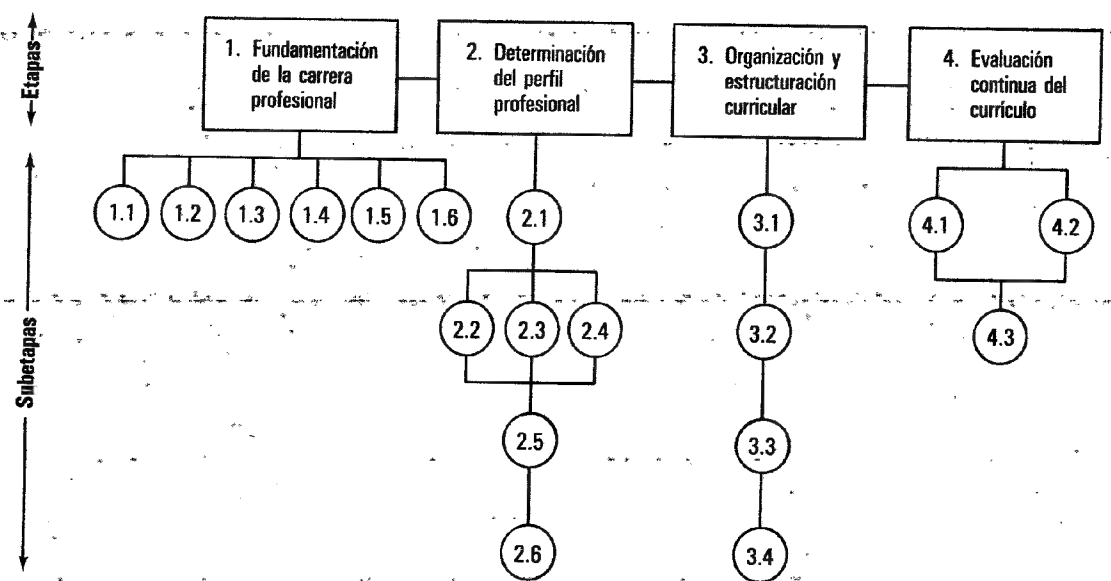 Etapas
1. Fundamentación
de la carrera
profesional
2. Determinación
del perfil
profesional
3. Organización y
estructuración
curricular
4. Evaluación
continua del
currículo
Subetapas
1.1 1.2 1.3 1.4 1.5 1.6
2.1
3.1
4.1 4.2
2.2 2.3 2.4
3.2
4.3
2.5
3.3
2.6
3.4